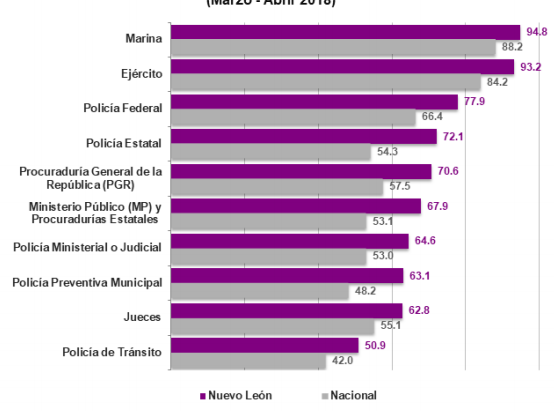 (Marzo - Abril 2018)
Marina
94.8
88.2
Ejército
93.2
84.2
Policía Federal
77.9
66.4
Policía Estatal
72.1
54.3
Procuraduría General de la
República (PGR)
70.6
57.5
Ministerio Público (MP) y
Procuradurías Estatales
67.9
53.1
Policía Ministerial o Judicial
64.6
53.0
Policía Preventiva Municipal
63.1
48.2
Jueces
62.8
55.1
Policía de Tránsito
50.9
42.0
Nuevo León
Nacional